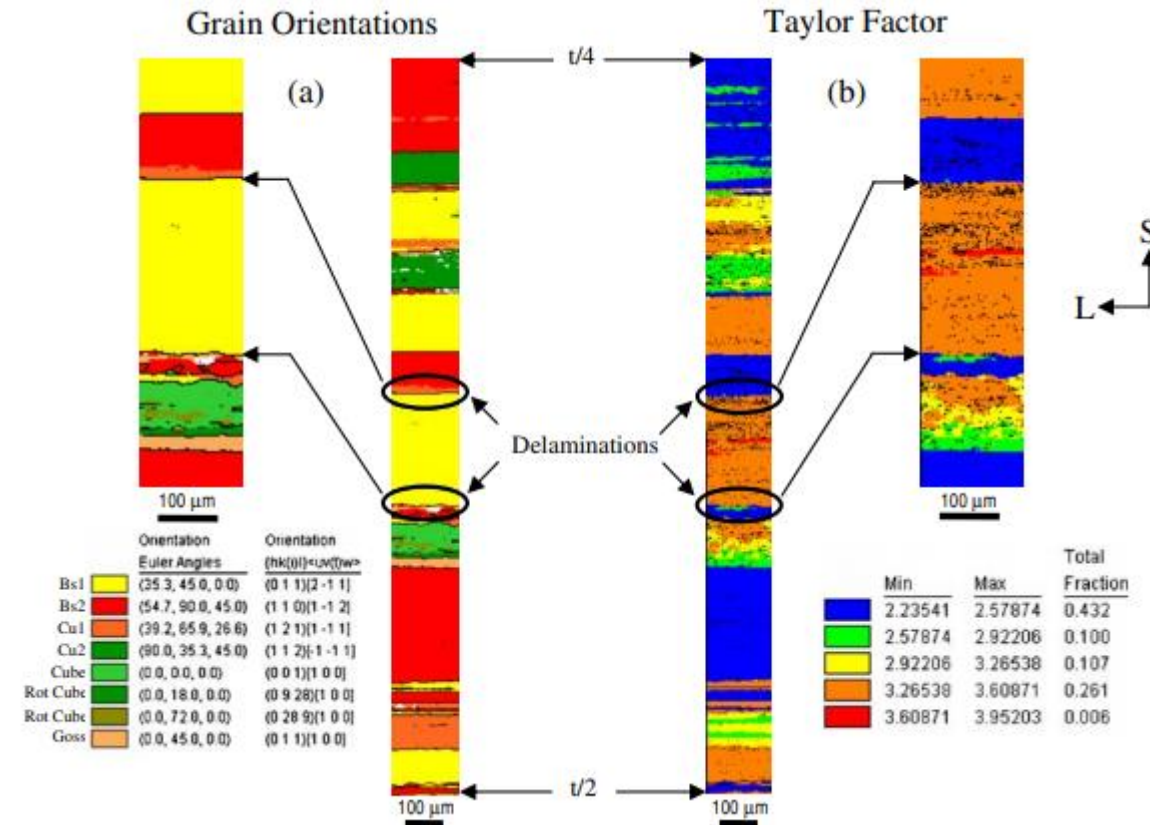 Grain Orientations
Taylor Factor
t/4
(a)
(b)
S
L
Delaminations
100 μm
100 μm
Orientation Orientation
Euler Angles (hk(i)l)<uv(t)w>
Bs1 (35.3, 45.0, 0.0) (0 1 1)[2 -1 1]
Bs2 (54.7, 90.0, 45.0) (1 1 0)[1 -1 2]
Cu1 (39.2, 65.9, 26.6) (1 2 1)[1 -1 1]
Cu2 (90.0, 35.3, 45.0) (1 1 2)[-1 -1 1]
Cube (0.0, 0.0, 0.0) (0 0 1)[1 0 0]
Rot Cube (0.0, 18.0, 0.0) (0 9 28)[1 0 0]
Rot Cube (0.0, 72.0, 0.0) (0 28 9)[1 0 0]
Goss (0.0, 45.0, 0.0) (0 1 1)[1 0 0]
Total
Min Max Fraction
2.23541 2.57874 0.432
2.57874 2.92206 0.100
2.92206 3.26538 0.107
3.26538 3.60871 0.261
3.60871 3.95203 0.006
t/2
100 μm
100 μm